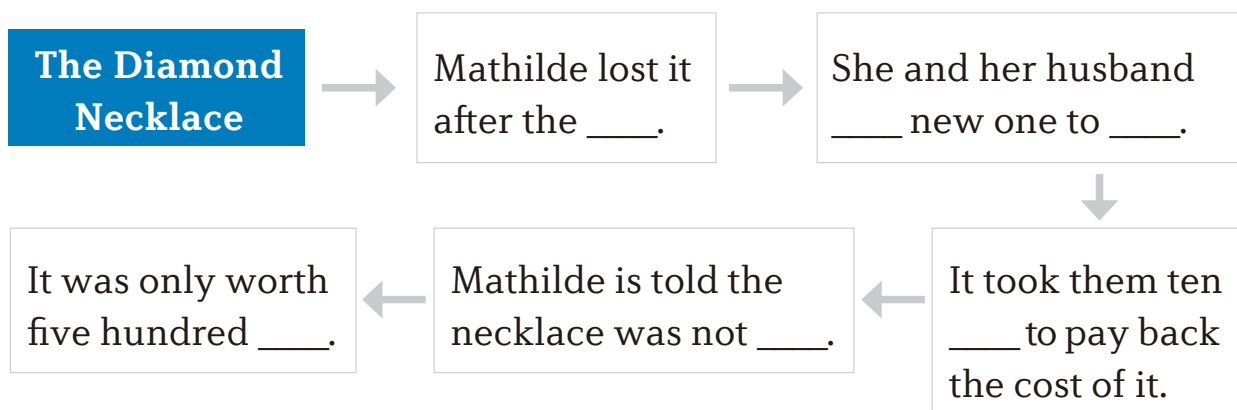 The Diamond
Necklace
Mathilde lost it
after the ____.
She and her husband
____ new one to ____.
It took them ten
____ to pay back
the cost of it.
Mathilde is told the
necklace was not ____.
It was only worth
five hundred ____.